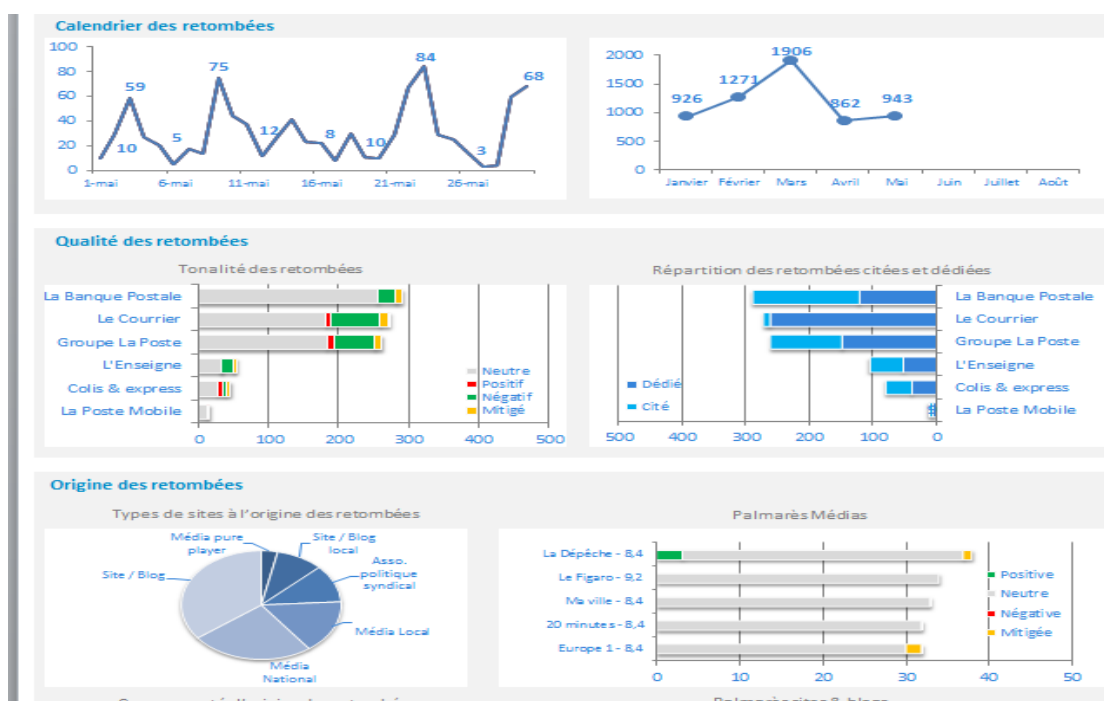 Calendrier des retombées
100
80
60
40
20
0
59
10
5
75
12
8
10
84
3
68
1-mai
6-mai
11-mai
16-mai
21-mai
26-mai
2000
1500
1000
500
0
926
1271
1906
862
943
Janvier Février Mars Avril Mai Juin Juillet Août
Qualité des retombées
Tonalité des retombées
La Banque Postale
Le Courrier
Groupe La Poste
L'Enseigne
Colis & express
La Poste Mobile
Neutre
Positif
Négatif
Mitigé
0 100 200 300 400 500
Répartition des retombées citées et dédiées
La Banque Postale
Le Courrier
Groupe La Poste
L'Enseigne
Colis & express
La Poste Mobile
Dédié
Cité
500 400 300 200 100 0
Origine des retombées
Types de sites à l'origine des retombées
Média pure
player
Site / Blog
local
Asso.
politique
syndical
Média Local
Média
National
Site / Blog
Palmarès Médias
La Dépêche - 8,4
Le Figaro - 9,2
Ma ville - 8,4
20 minutes - 8,4
Europe 1 - 8,4
Positive
Neutre
Négative
Mitigée
0 10 20 30 40 50